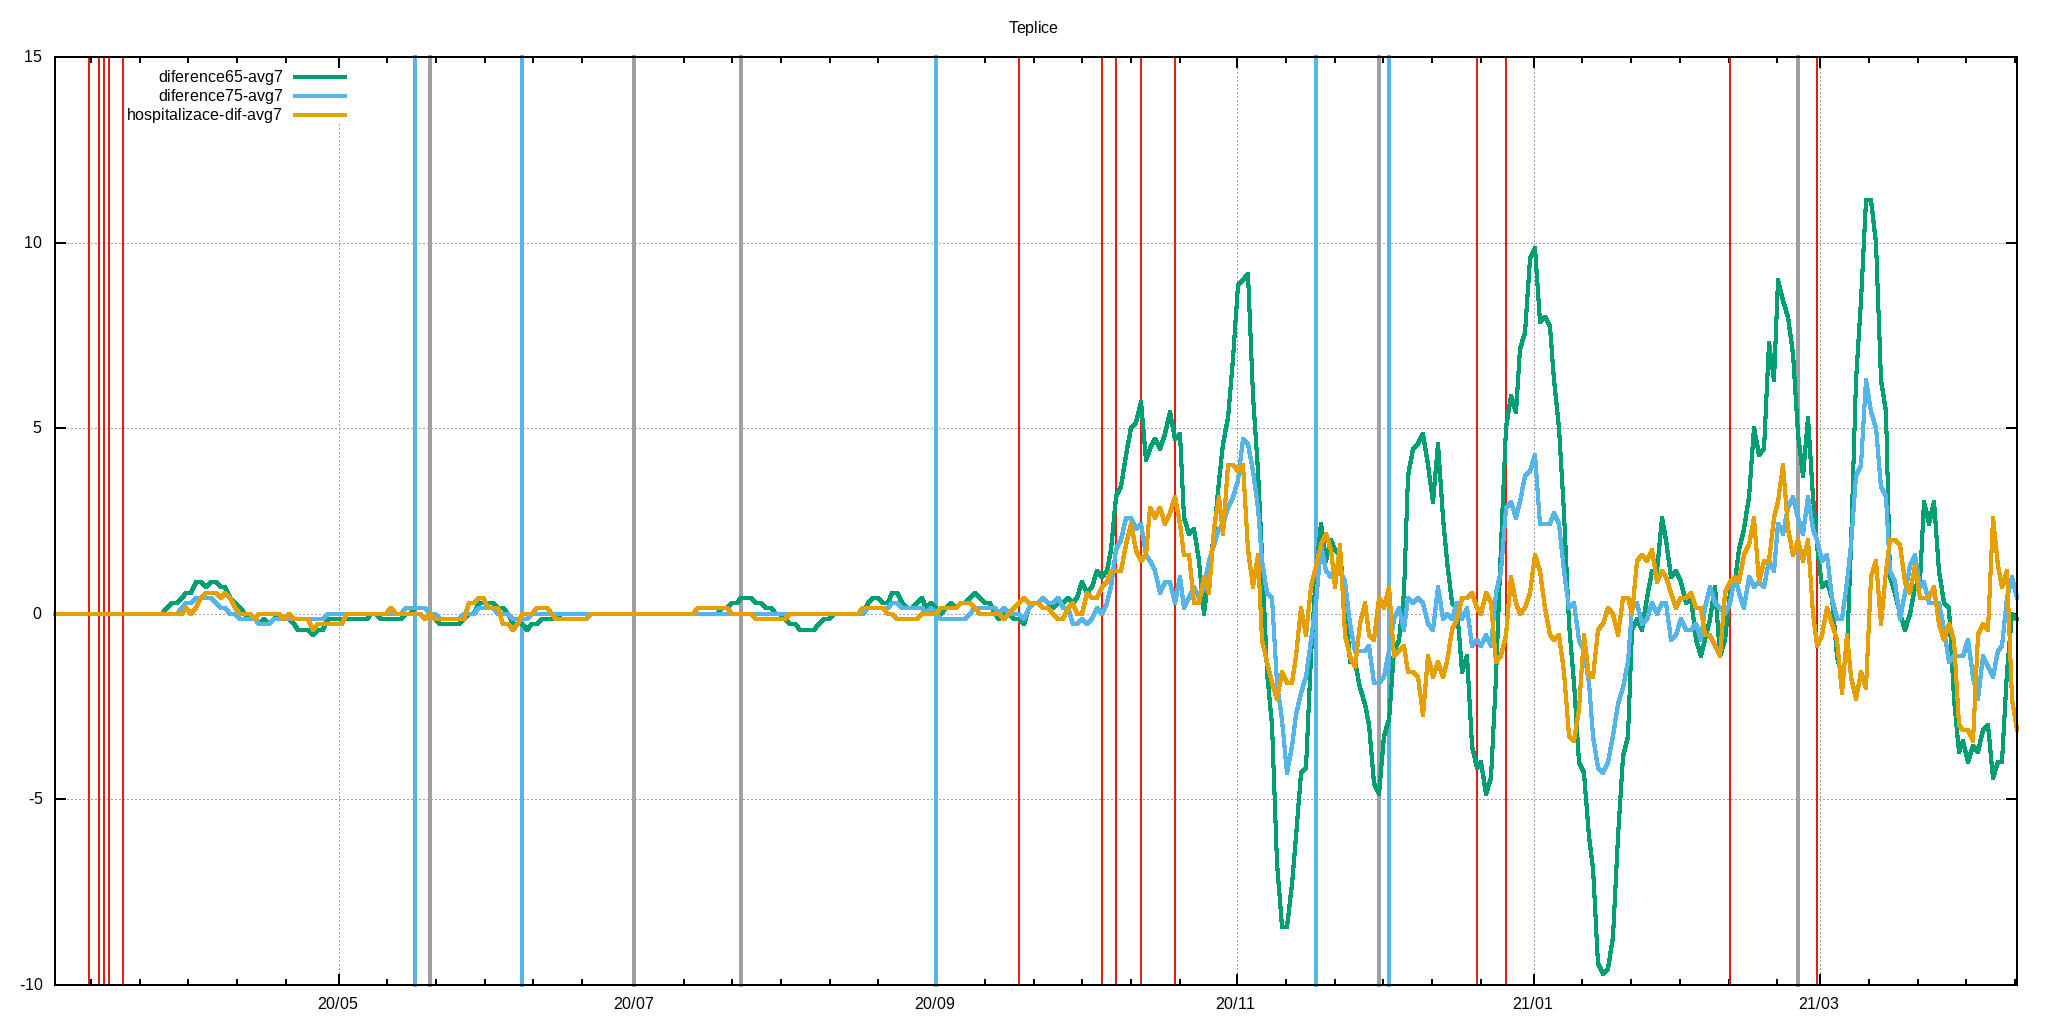 Teplice
15
diference65-avg7
diference75-avg7
hospitalizace-dif-avg7
10
5
0
-5
-10
20/05 20/07 20/09 20/11 21/01 21/03